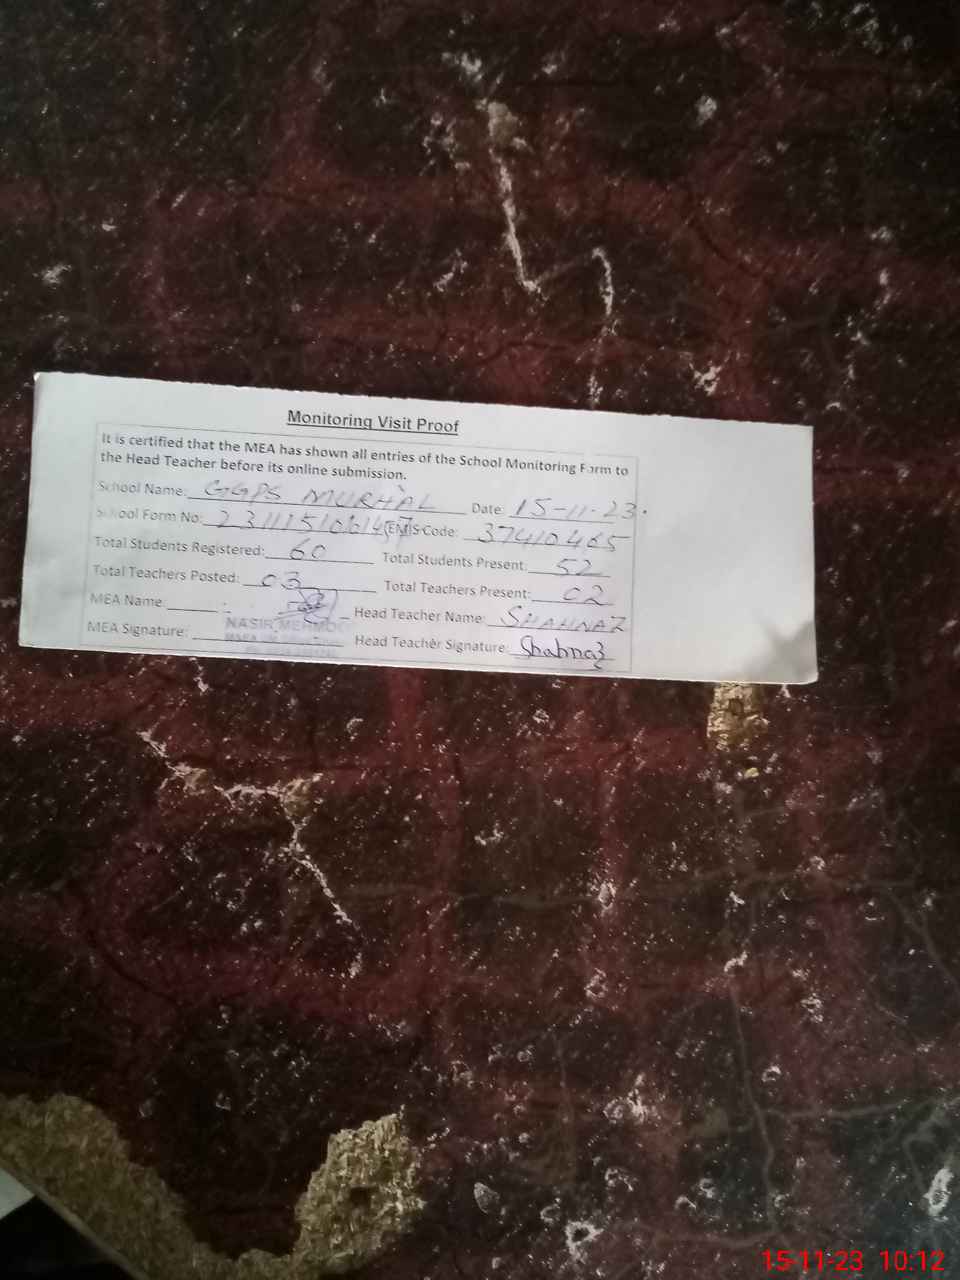 Monitoring Visit Proof
It is certified that the MEA has shown all entries of the School Monitoring Form to
the Head Teacher before its online submission.
School Name: GGPS MURHAL Date: 15-11-23.
School Form No: EMIS Code: 37410465
Total Students Registered: 60 Total Students Present: 52
Total Teachers Posted: 03 Total Teachers Present: 02
MEA Name: Head Teacher Name: SHAHNAZ
NASIR MEHMOOD
MEA Signature: Head Teacher Signature: Shahnaz
15-11-23 10:12